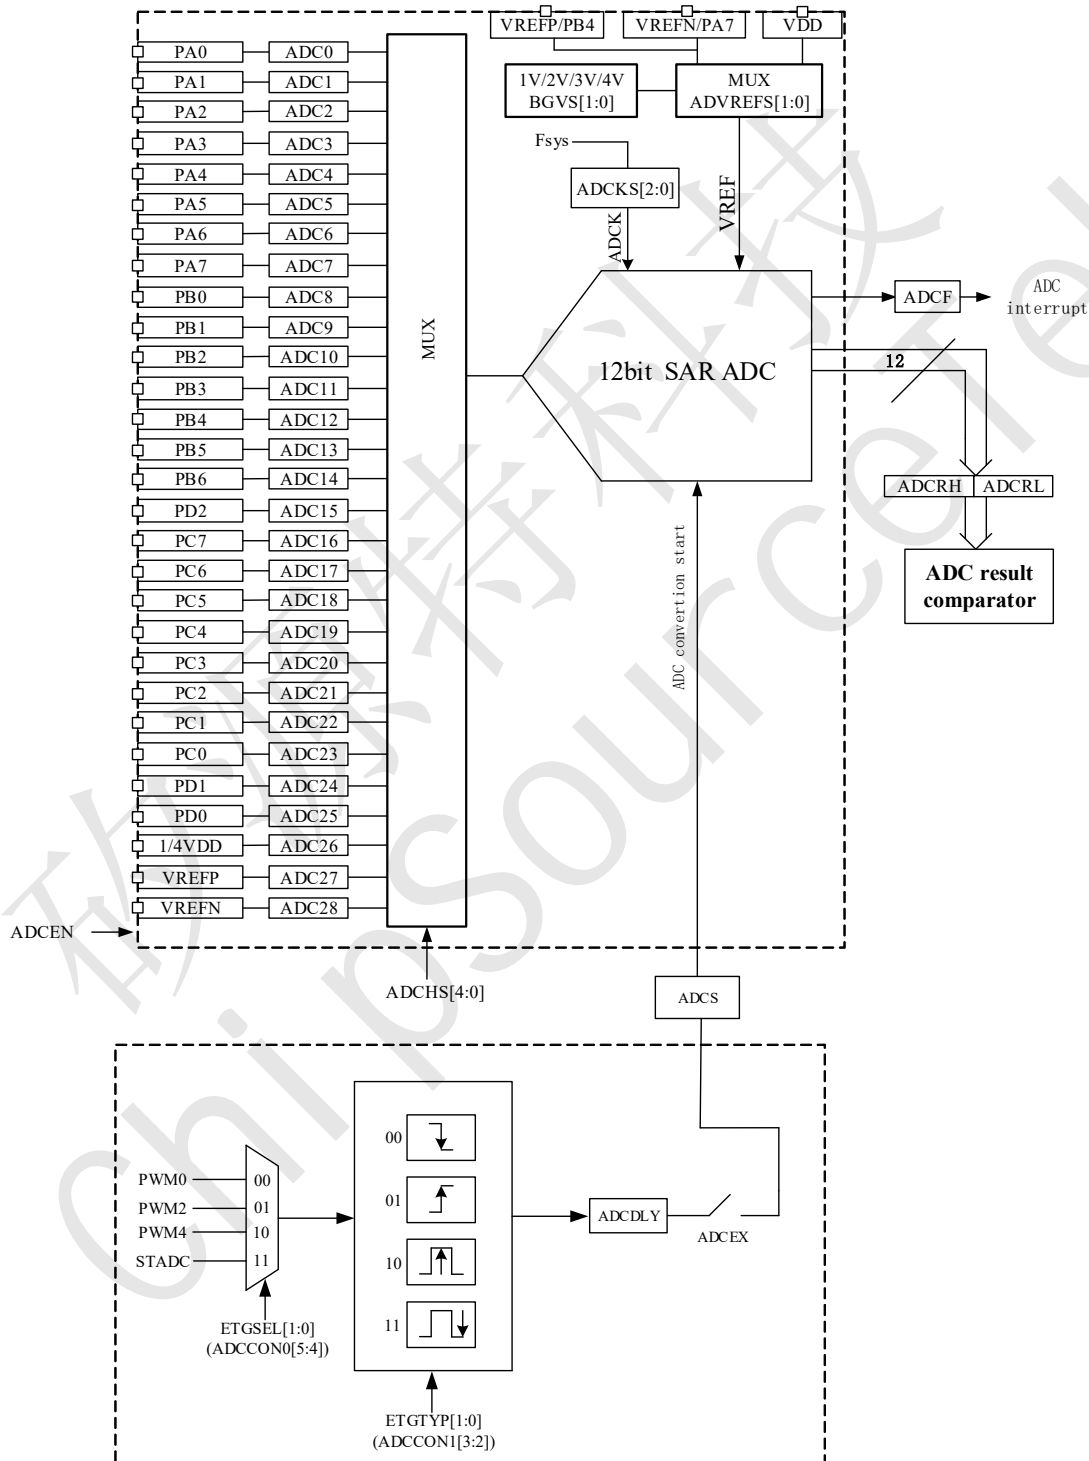 VREFP/PB4 VREFN/PA7 VDD
PA0 ADC0
PA1 ADC1
PA2 ADC2
PA3 ADC3
PA4 ADC4
PA5 ADC5
PA6 ADC6
PA7 ADC7
PB0 ADC8
PB1 ADC9
PB2 ADC10
PB3 ADC11
PB4 ADC12
PB5 ADC13
PB6 ADC14
PD2 ADC15
PC7 ADC16
PC6 ADC17
PC5 ADC18
PC4 ADC19
PC3 ADC20
PC2 ADC21
PC1 ADC22
PC0 ADC23
PD1 ADC24
PD0 ADC25
1/4VDD ADC26
VREFP ADC27
VREFN ADC28
ADCEN
MUX
ADCHS[4:0]
1V/2V/3V/4V
BGVS[1:0]
MUX
ADVREFS[1:0]
Fsys
ADCKS[2:0]
ADCK
VREF
12bit SAR ADC
ADCF
ADC
interrupt
12
ADCRH ADCRL
ADC result
comparator
ADC convertion start
ADCS
PWM0 00
PWM2 01
PWM4 10
STADC 11
ETGSEL[1:0]
(ADCCON0[5:4])
00
01
10
11
ETGTYP[1:0]
(ADCCON1[3:2])
ADCDLY
ADCEX
矽源特科技
ChipSourceTek